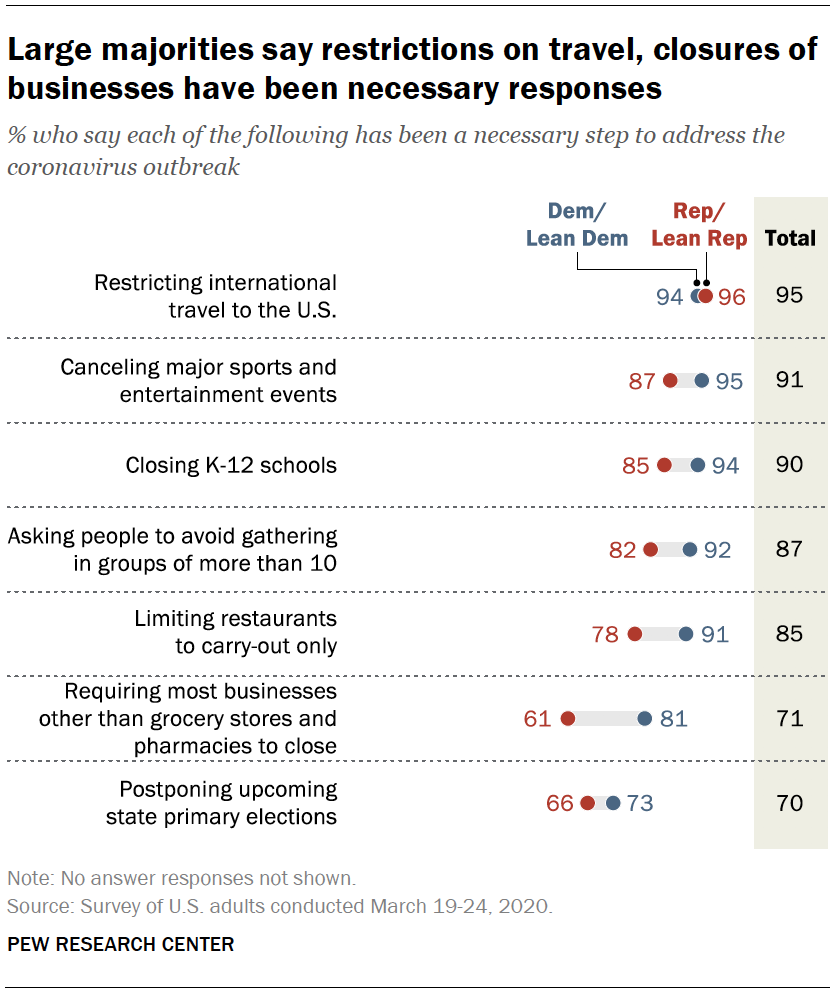 Large majorities say restrictions on travel, closures of
businesses have been necessary responses
% who say each of the following has been a necessary step to address the
coronavirus outbreak
Dem/
Lean Dem
Rep/
Lean Rep
Total
Restricting international
travel to the U.S.
94 96 95
Canceling major sports and
entertainment events
87 95 91
Closing K-12 schools
85 94 90
Asking people to avoid gathering
in groups of more than 10
82 92 87
Limiting restaurants
to carry-out only
78 91 85
Requiring most businesses
other than grocery stores and
pharmacies to close
61 81 71
Postponing upcoming
state primary elections
66 73 70
Note: No answer responses not shown.
Source: Survey of U.S. adults conducted March 19-24, 2020.
PEW RESEARCH CENTER